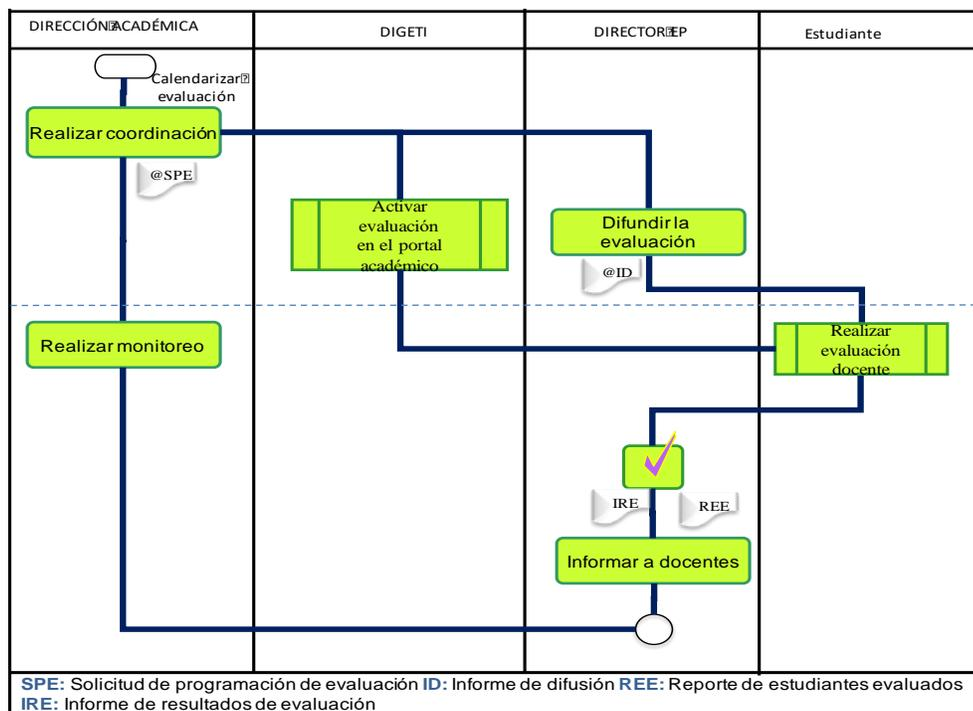 DIRECCIÓN ACADÉMICA
DIGETI
DIRECTOR EP
Estudiante
Calendarizar
evaluación
Realizar coordinación
@SPE
Activar
evaluación
en el portal
académico
Difundir la
evaluación
@ID
Realizar monitoreo
Realizar
evaluación
docente
IRE
REE
Informar a docentes
SPE: Solicitud de programación de evaluación ID: Informe de difusión REE: Reporte de estudiantes evaluados
IRE: Informe de resultados de evaluación